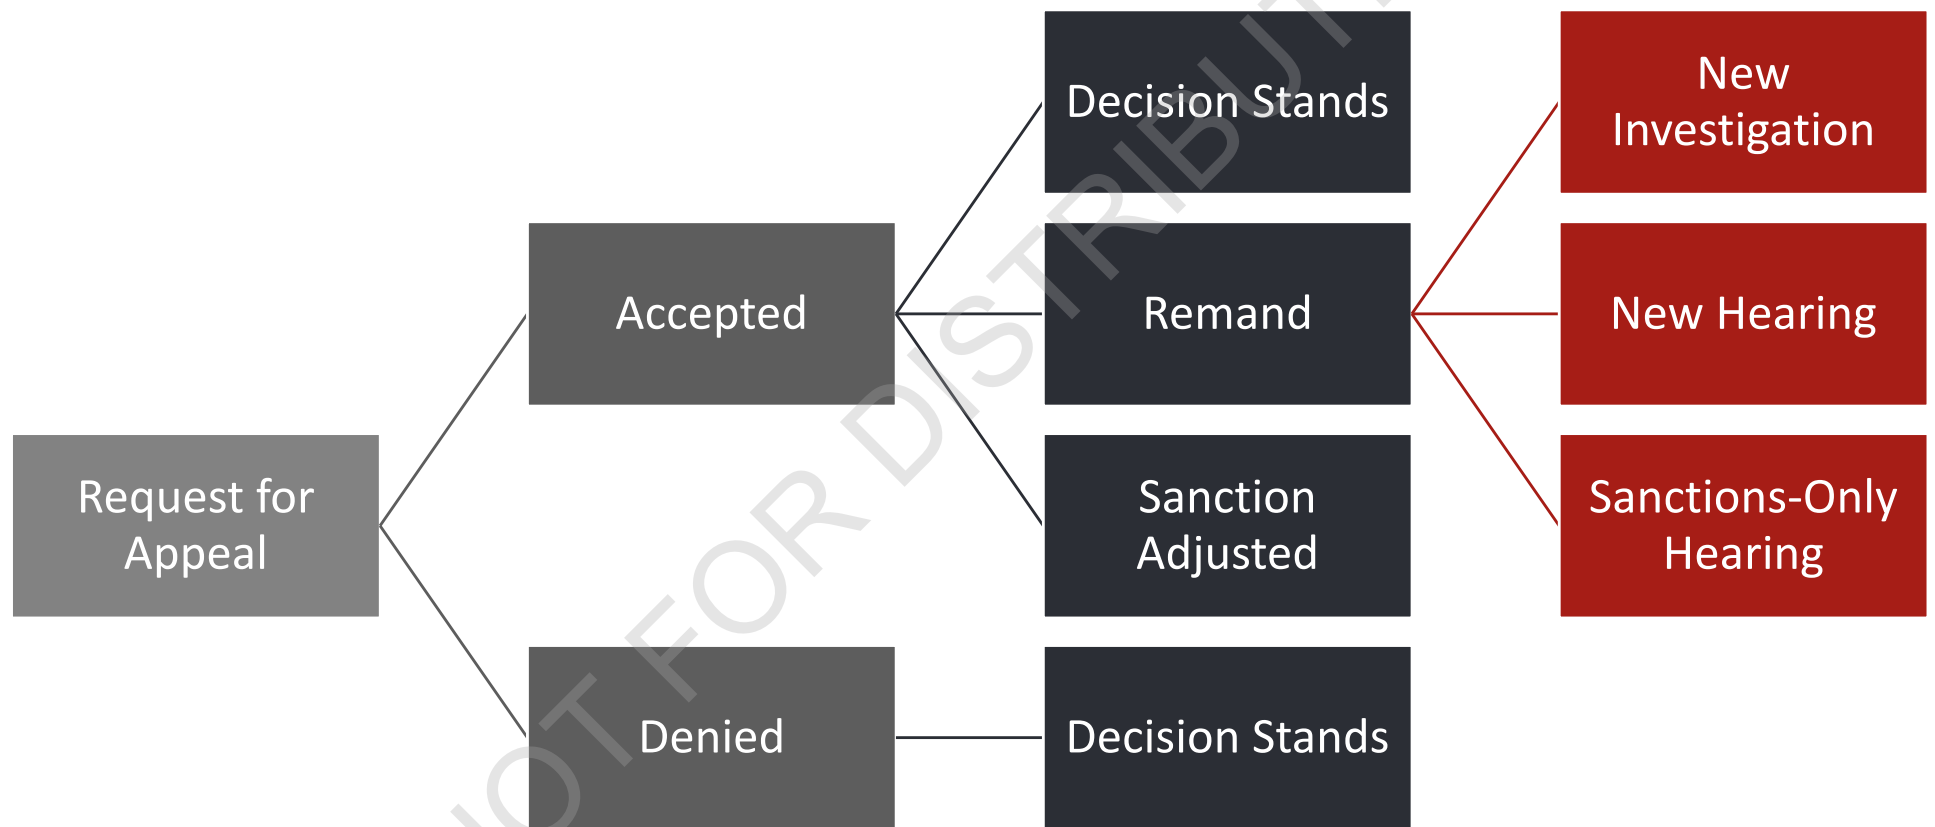 Request for
Appeal
Accepted
Denied
Decision Stands
Remand
Sanction
Adjusted
Decision Stands
New
Investigation
New Hearing
Sanctions-Only
Hearing
NOT FOR DISTRIBUT